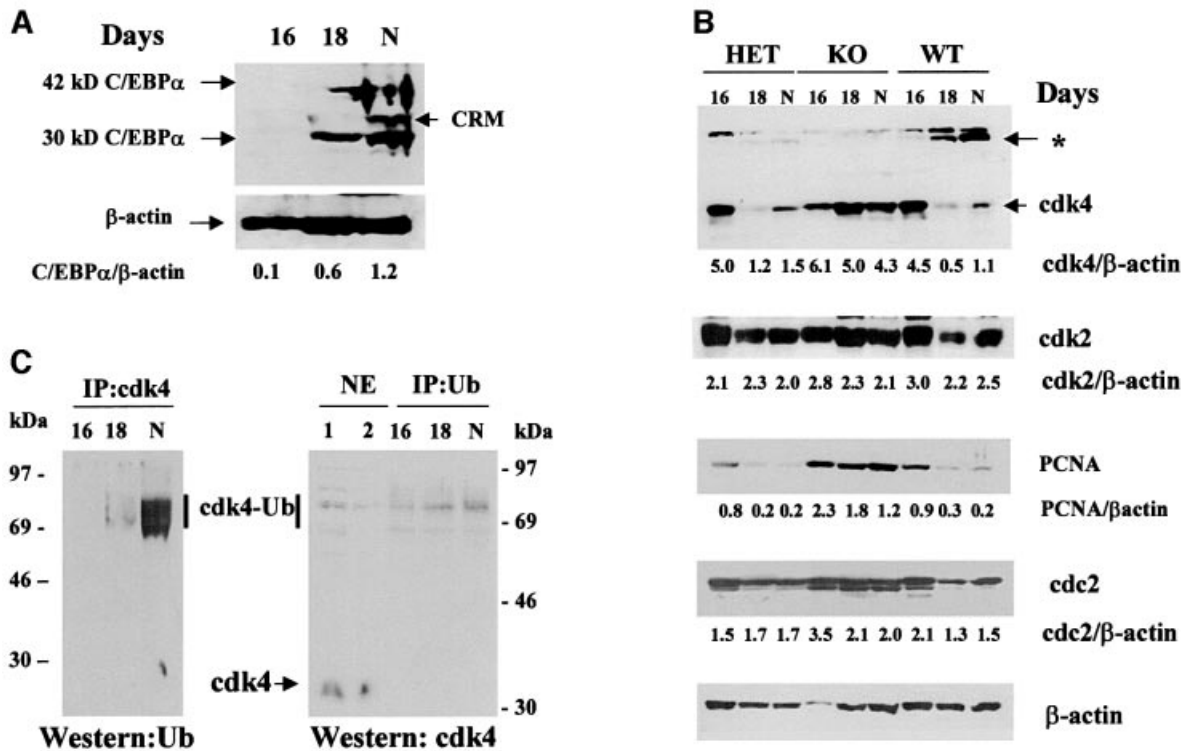 A
Days 16 18 N
42 kD C/EBPα
CRM
30 kD C/EBPα
β-actin
C/EBPα/β-actin 0.1 0.6 1.2
B
HET KO WT
16 18 N 16 18 N 16 18 N Days
*
cdk4
5.0 1.2 1.5 6.1 5.0 4.3 4.5 0.5 1.1 cdk4/β-actin
cdk2
2.1 2.3 2.0 2.8 2.3 2.1 3.0 2.2 2.5 cdk2/β-actin
PCNA
0.8 0.2 0.2 2.3 1.8 1.2 0.9 0.3 0.2 PCNA/βactin
cdc2
1.5 1.7 1.7 3.5 2.1 2.0 2.1 1.3 1.5 cdc2/β-actin
β-actin
C
IP:cdk4 NE IP:Ub
kDa 16 18 N 1 2 16 18 N kDa
97 - - 97
cdk4-Ub
69 - - 69
46 – - 46
30 –
cdk4
- 30
Western:Ub Western: cdk4